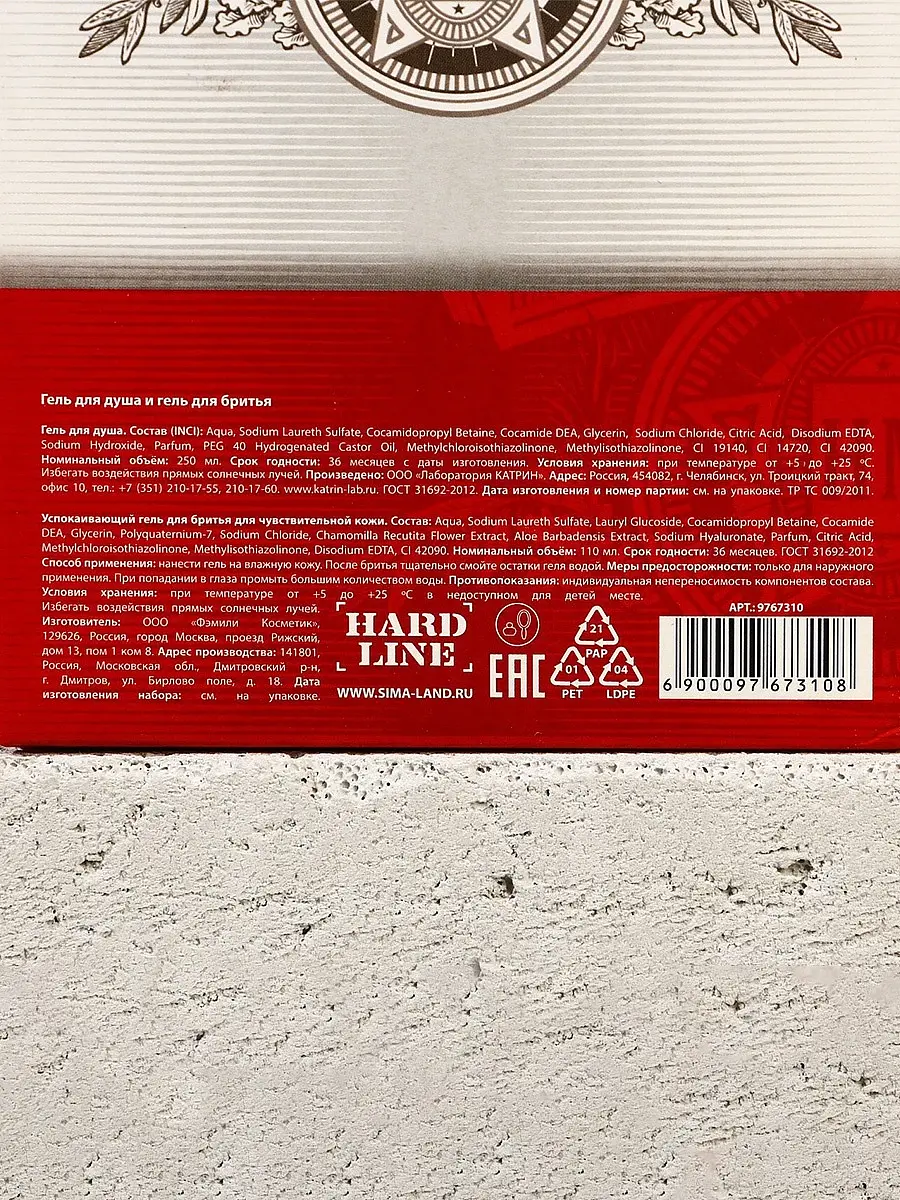 Гель для душа и гель для бритья
Гель для душа. Состав (INCI): Aqua, Sodium Laureth Sulfate, Cocamidopropyl Betaine, Cocamide DEA, Glycerin, Sodium Chloride, Citric Acid, Disodium EDTA,
Sodium Hydroxide, Parfum, PEG 40 Hydrogenated Castor Oil, Methylchloroisothiazolinone, Methylisothiazolinone, CI 19140, CI 14720, CI 42090.
Номинальный объём: 250 мл. Срок годности: 36 месяцев с даты изготовления. Условия хранения: при температуре от +5 до +25 °C.
Избегать воздействия прямых солнечных лучей. Произведено: ООО «Лаборатория КАТРИН». Адрес: Россия, 454082, г. Челябинск, ул. Троицкий тракт, 74,
офис 10, тел.: +7 (351) 210-17-55, 210-17-60. www.katrin-lab.ru. ГОСТ 31692-2012. Дата изготовления и номер партии: см. на упаковке. ТР ТС 009/2011.
Успокаивающий гель для бритья для чувствительной кожи. Состав: Aqua, Sodium Laureth Sulfate, Lauryl Glucoside, Cocamidopropyl Betaine, Cocamide
DEA, Glycerin, Polyquaternium-7, Sodium Chloride, Chamomilla Recutita Flower Extract, Aloe Barbadensis Extract, Sodium Hyaluronate, Parfum, Citric Acid,
Methylchloroisothiazolinone, Methylisothiazolinone, Disodium EDTA, CI 42090. Номинальный объём: 110 мл. Срок годности: 36 месяцев. ГОСТ 31692-2012
Способ применения: нанести гель на влажную кожу. После бритья тщательно смойте остатки геля водой. Меры предосторожности: только для наружного
применения. При попадании в глаза промыть большим количеством воды. Противопоказания: индивидуальная непереносимость компонентов состава.
Условия хранения: при температуре от +5 до +25 °C в недоступном для детей месте.
Избегать воздействия прямых солнечных лучей.
Изготовитель: ООО «Фэмили Косметик»,
129626, Россия, город Москва, проезд Рижский,
дом 13, пом 1 ком 8. Адрес производства: 141801,
Россия, Московская обл., Дмитровский р-н,
г. Дмитров, ул. Бирлово поле, д. 18. Дата
изготовления набора: см. на упаковке.
HARD
LINE
WWW.SIMA-LAND.RU
EAC
21
PAP
01
PET
04
LDPE
АРТ.: 9767310
6 900097 673108